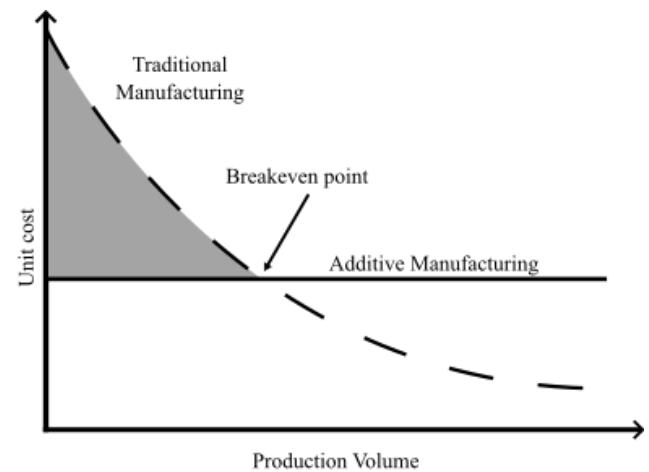 Traditional
Manufacturing
Breakeven point
Additive Manufacturing
Unit cost
Production Volume